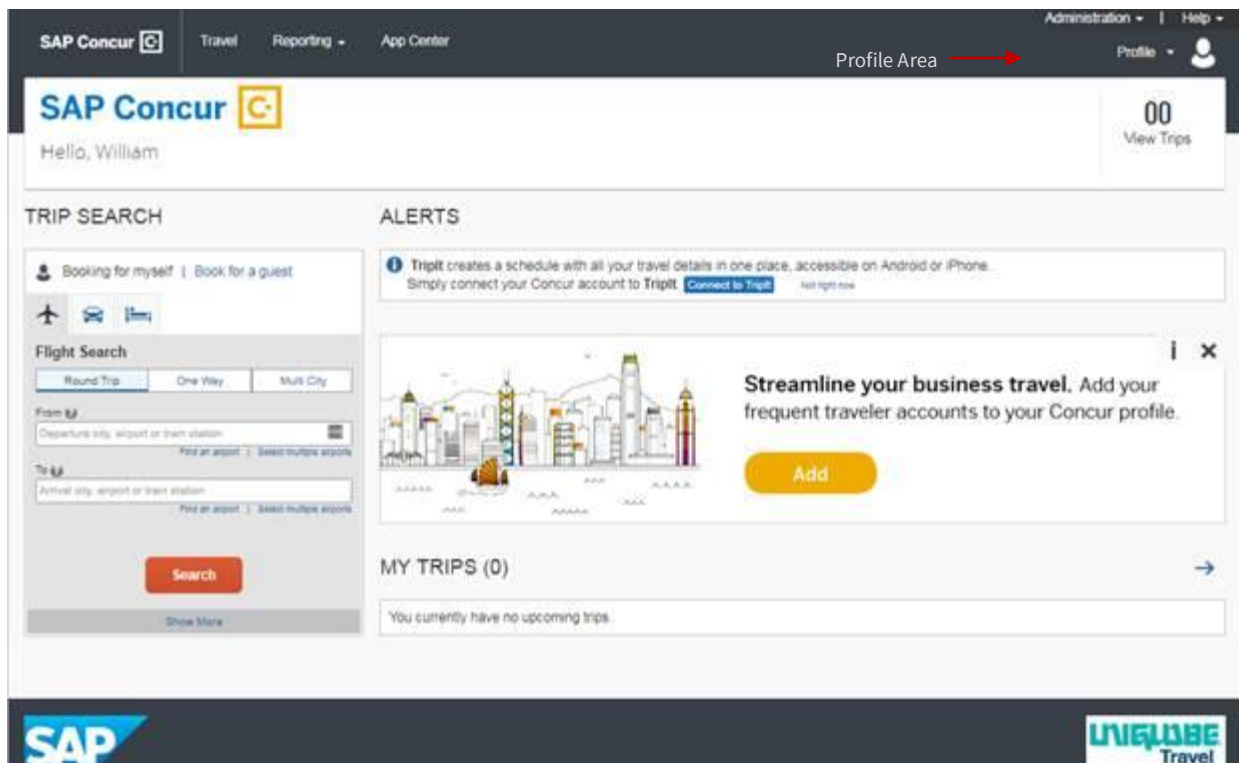 Administration | Help
SAP Concur C Travel Reporting App Center
Profile Area Profile
SAP Concur C
Hello, William
00
View Trips
TRIP SEARCH
Booking for myself | Book for a guest
Flight Search
Round Trip One Way Multi City
From
Departure city, airport or train station
Find an airport | Select multiple airports
To
Arrival city, airport or train station
Find an airport | Select multiple airports
Search
Show More
ALERTS
TripIt creates a schedule with all your travel details in one place, accessible on Android or iPhone.
Simply connect your Concur account to TripIt. Connect to TripIt Not right now
i ×
Streamline your business travel. Add your
frequent traveler accounts to your Concur profile.
Add
MY TRIPS (0)
You currently have no upcoming trips.
SAP
UNIGLOBE
Travel